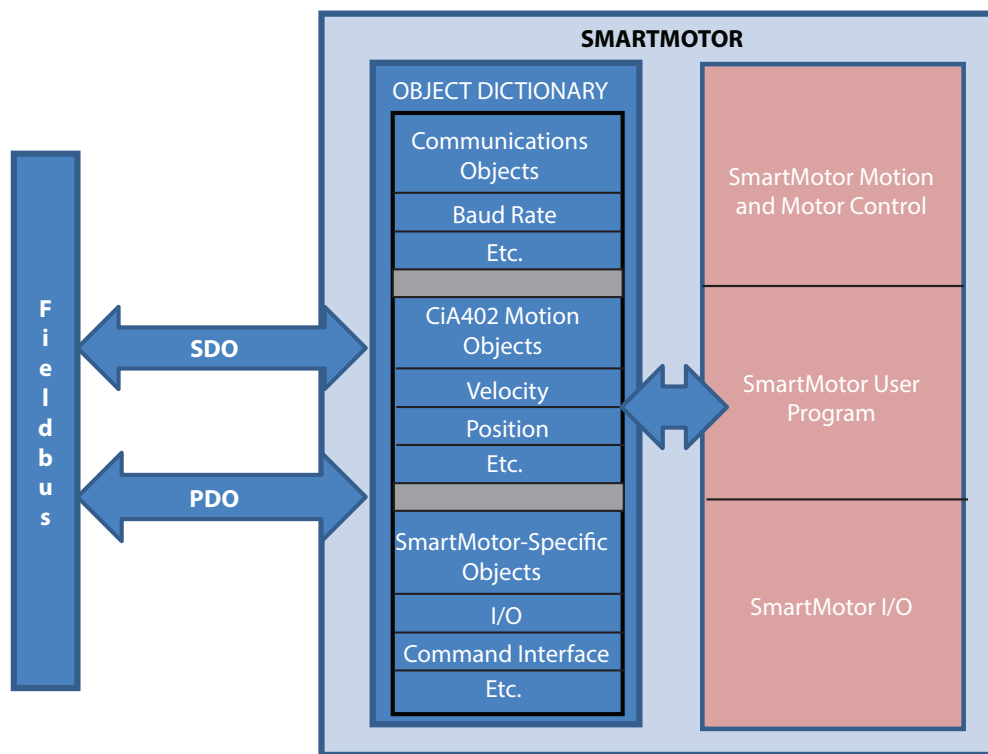 SMARTMOTOR
OBJECT DICTIONARY
Communications
Objects
Baud Rate
Etc.
CiA402 Motion
Objects
Velocity
Position
Etc.
SmartMotor-Specific
Objects
I/O
Command Interface
Etc.
Fieldbus
SDO
PDO
SmartMotor Motion
and Motor Control
SmartMotor User
Program
SmartMotor I/O